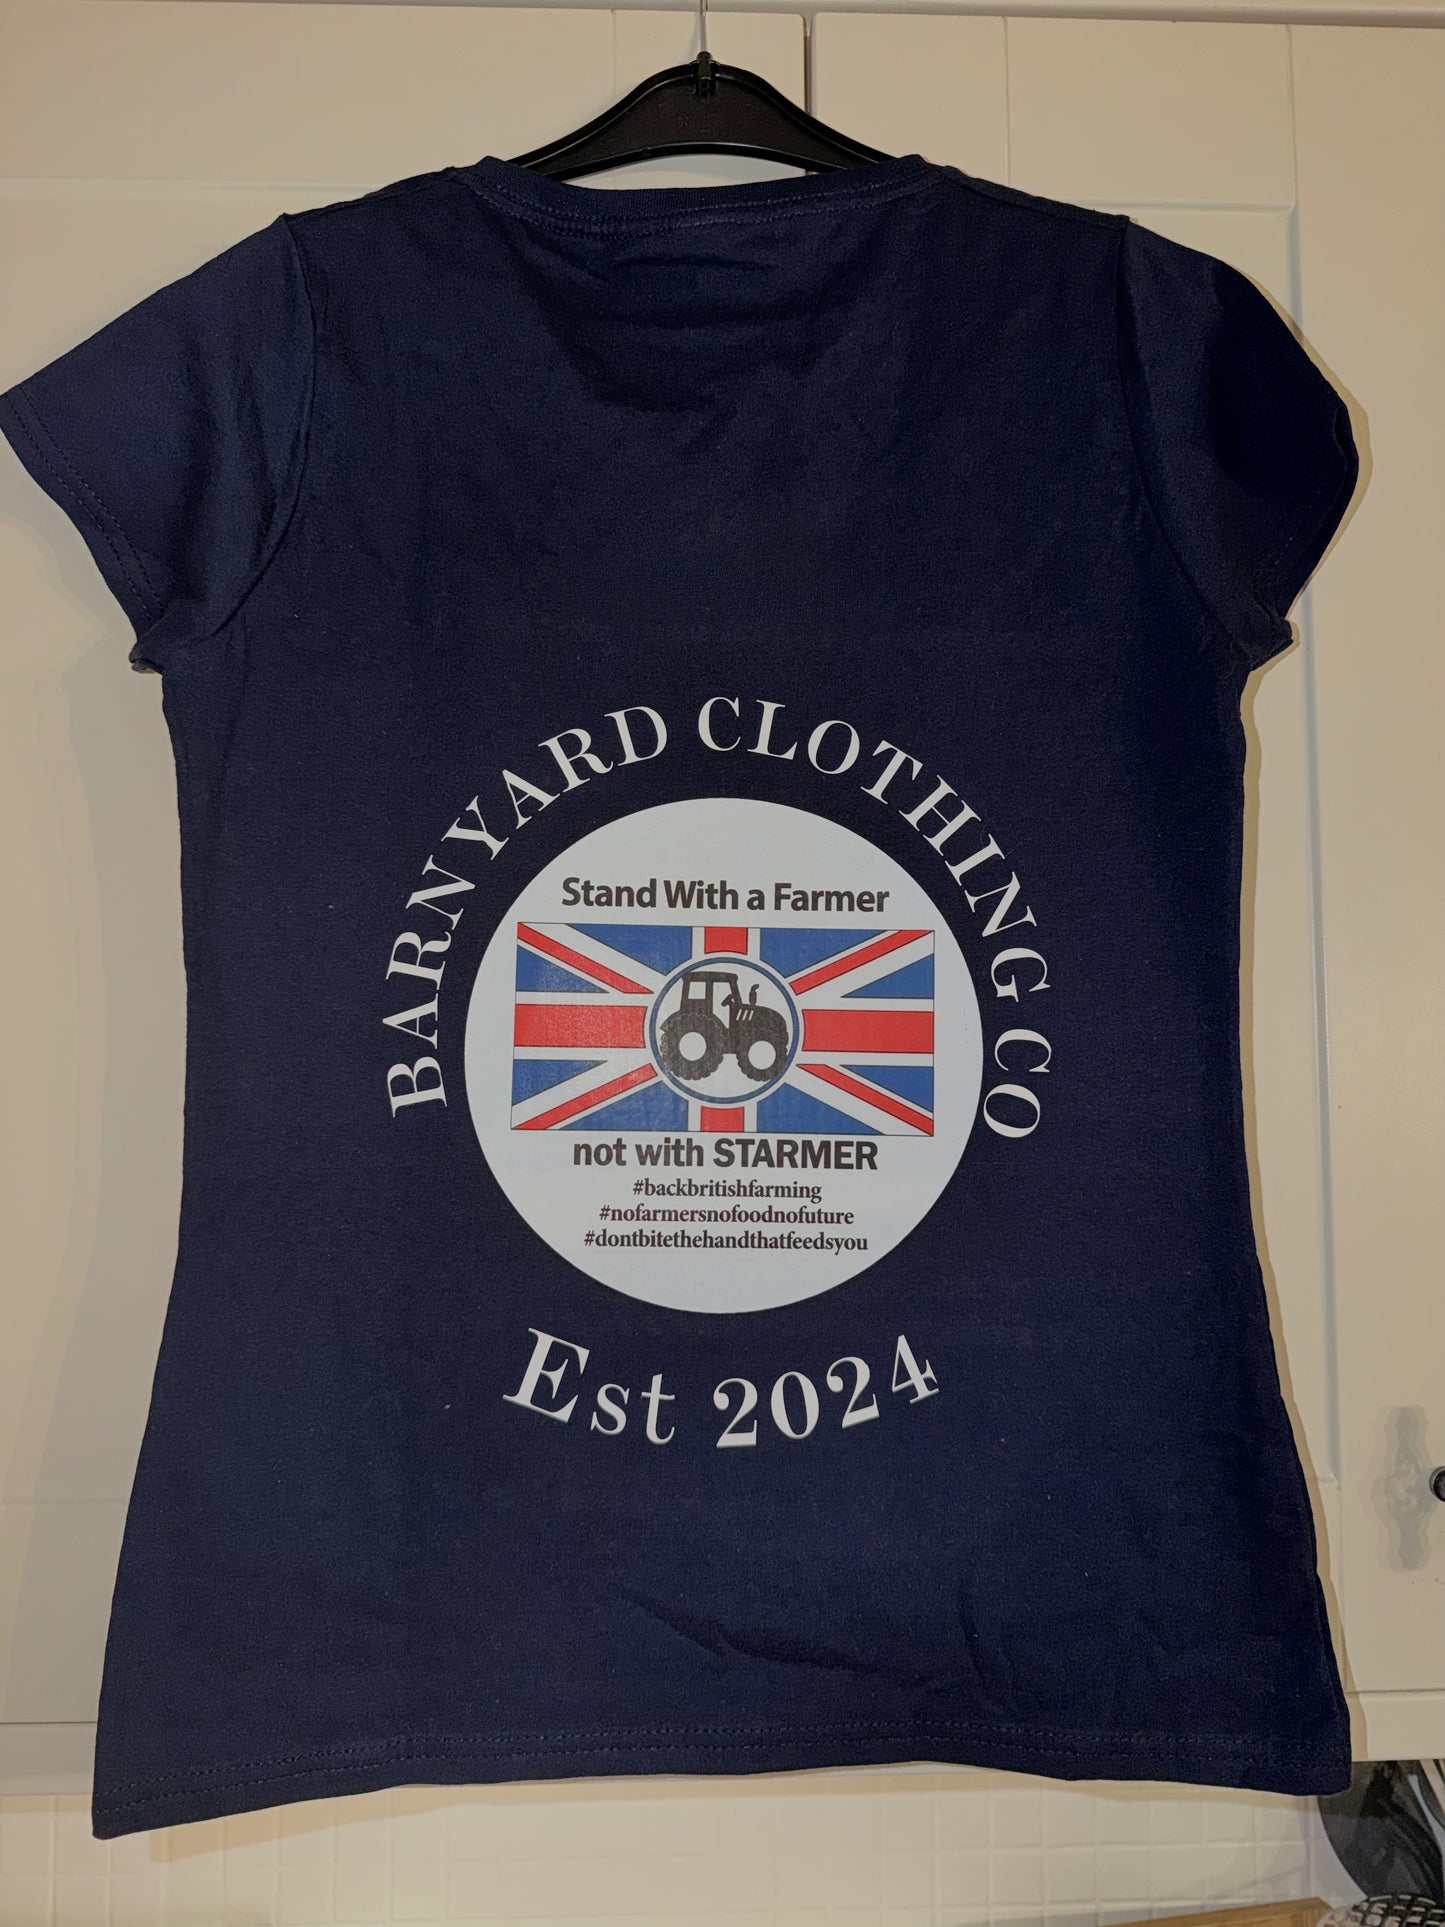 BARNYARD CLOTHING CO
Stand With a Farmer
not with STARMER
#backbritishfarming
#nofarmersnofoodnofuture
#dontbitethehandthatfeedsyou
Est 2024